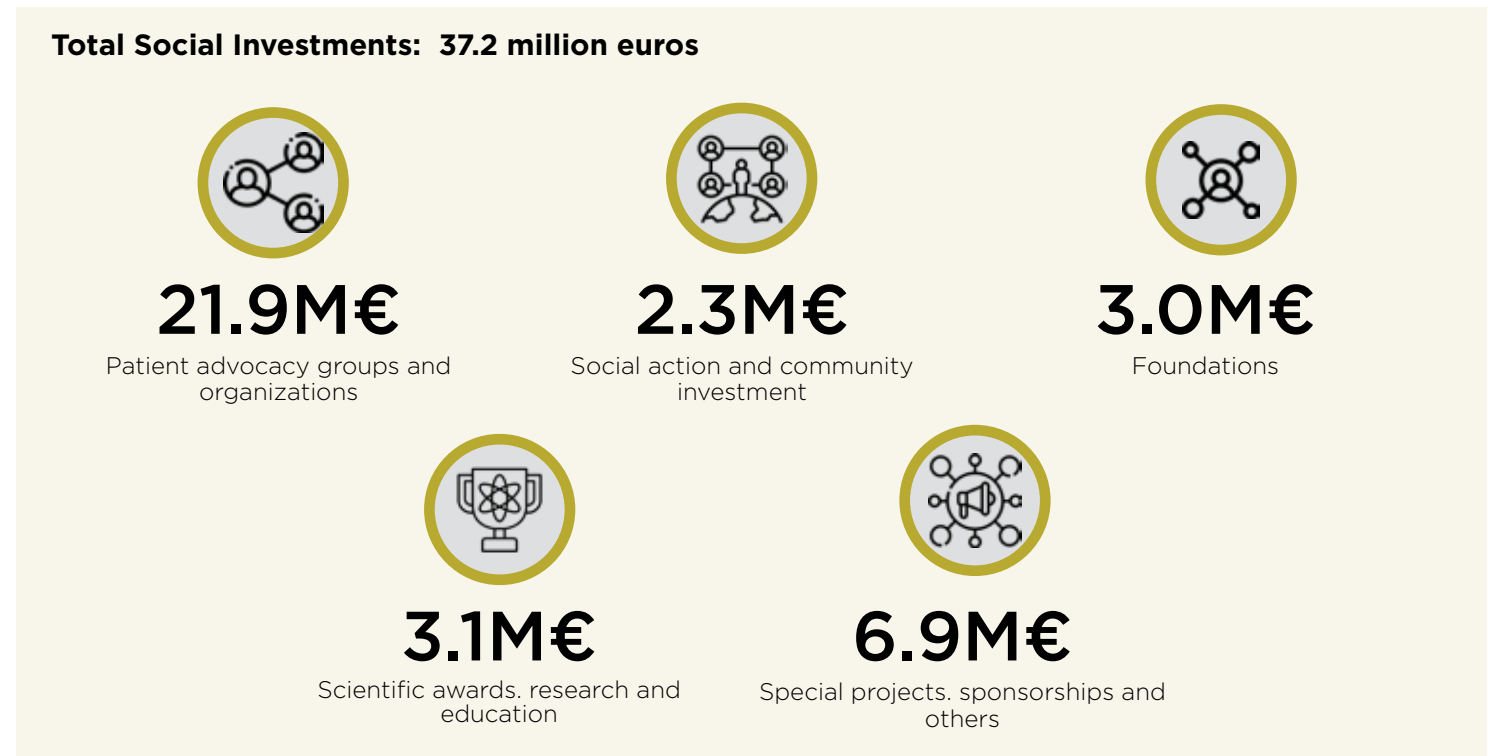 Total Social Investments: 37.2 million euros
21.9M€
Patient advocacy groups and
organizations
2.3M€
Social action and community
investment
3.0M€
Foundations
3.1M€
Scientific awards. research and
education
6.9M€
Special projects. sponsorships and
others